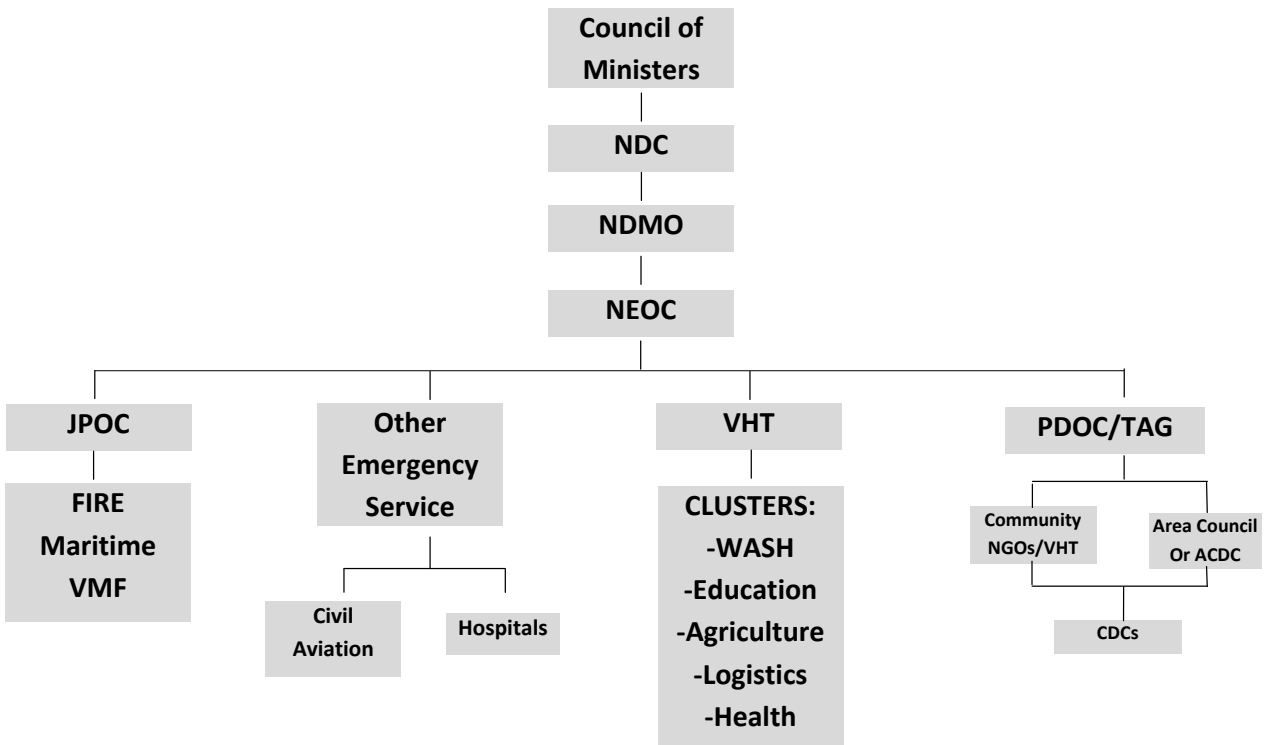 Council of
Ministers
NDC
NDMO
NEOC
JPOC
FIRE
Maritime
VMF
Other
Emergency
Service
Civil
Aviation
Hospitals
VHT
CLUSTERS:
-WASH
-Education
-Agriculture
-Logistics
-Health
PDOC/TAG
Community
NGOs/VHT
Area Council
Or ACDC
CDCs